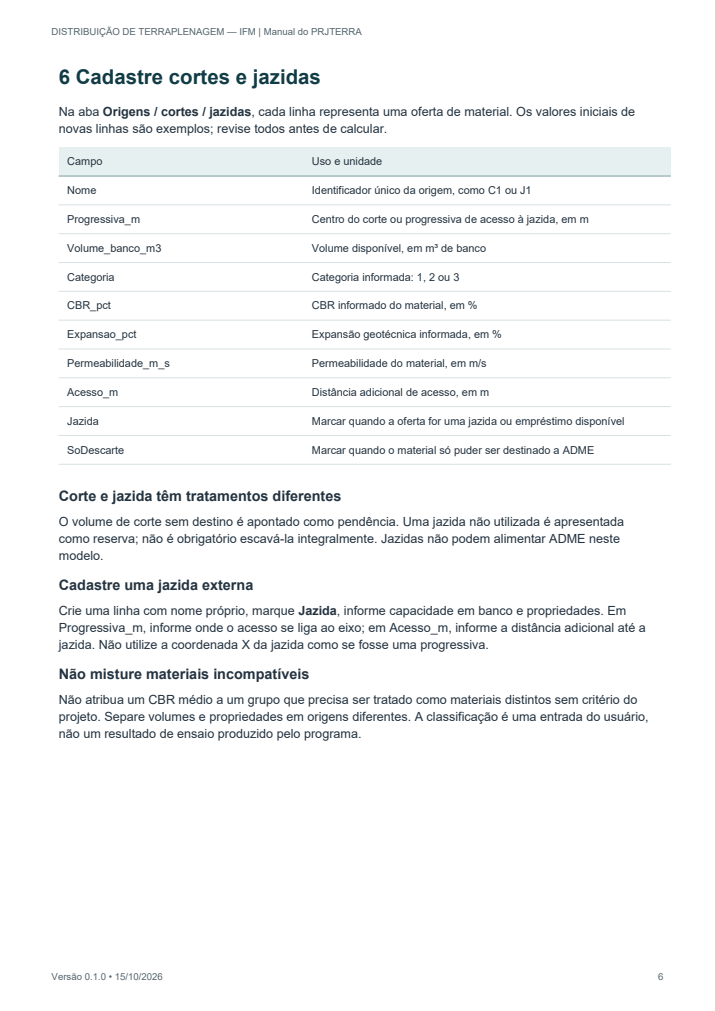 DISTRIBUIÇÃO DE TERRAPLENAGEM — IFM | Manual do PRJTERRA
6 Cadastre cortes e jazidas
Na aba Origens / cortes / jazidas, cada linha representa uma oferta de material. Os valores iniciais de
novas linhas são exemplos; revise todos antes de calcular.
Campo Uso e unidade
Nome Identificador único da origem, como C1 ou J1
Progressiva_m Centro do corte ou progressiva de acesso à jazida, em m
Volume_banco_m3 Volume disponível, em m³ de banco
Categoria Categoria informada: 1, 2 ou 3
CBR_pct CBR informado do material, em %
Expansao_pct Expansão geotécnica informada, em %
Permeabilidade_m_s Permeabilidade do material, em m/s
Acesso_m Distância adicional de acesso, em m
Jazida Marcar quando a oferta for uma jazida ou empréstimo disponível
SoDescarte Marcar quando o material só puder ser destinado a ADME
Corte e jazida têm tratamentos diferentes
O volume de corte sem destino é apontado como pendência. Uma jazida não utilizada é apresentada
como reserva; não é obrigatório escavá-la integralmente. Jazidas não podem alimentar ADME neste
modelo.
Cadastre uma jazida externa
Crie uma linha com nome próprio, marque Jazida, informe capacidade em banco e propriedades. Em
Progressiva_m, informe onde o acesso se liga ao eixo; em Acesso_m, informe a distância adicional até a
jazida. Não utilize a coordenada X da jazida como se fosse uma progressiva.
Não misture materiais incompatíveis
Não atribua um CBR médio a um grupo que precisa ser tratado como materiais distintos sem critério do
projeto. Separe volumes e propriedades em origens diferentes. A classificação é uma entrada do usuário,
não um resultado de ensaio produzido pelo programa.
Versão 0.1.0 • 15/10/2026 6